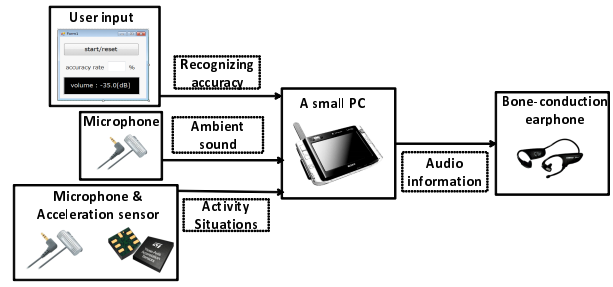 User input
Form1
start/reset
accuracy rate %
volume : -35.0[dB]
Recognizing
accuracy
Microphone
Ambient
sound
Microphone &
Acceleration sensor
Activity
Situations
A small PC
Audio
information
Bone-conduction
earphone